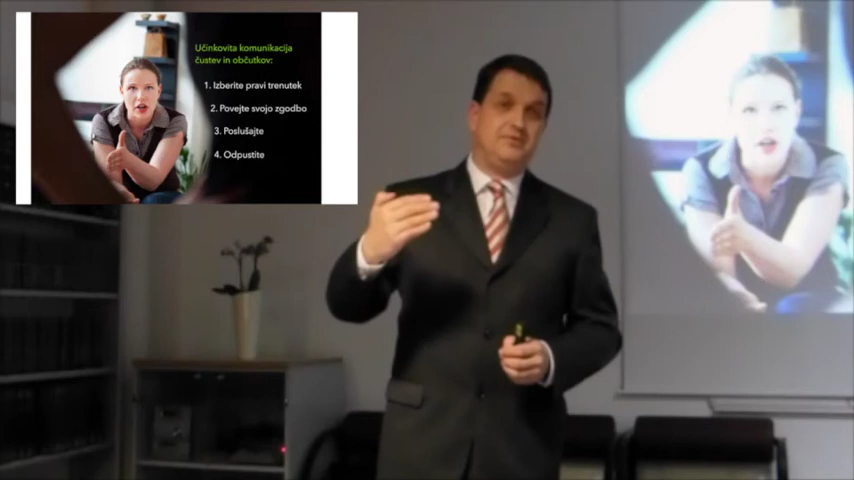 Učinkovita komunikacija
čustev in občutkov:
1. Izberite pravi trenutek
2. Povejte svojo zgodbo
3. Poslušajte
4. Odpustite